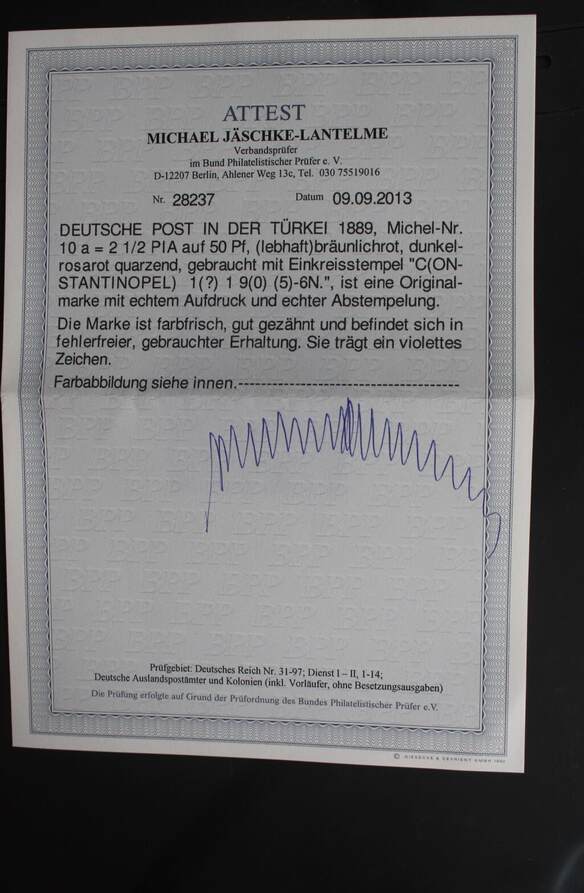 ATTEST
MICHAEL JÄSCHKE-LANTELME
Verbandsprüfer
im Bund Philatelistischer Prüfer e. V.
D-12207 Berlin, Ahlener Weg 13c, Tel. 030 75519016
Nr. 28237 Datum 09.09.2013
DEUTSCHE POST IN DER TÜRKEI 1889, Michel-Nr.
10 a = 2 1/2 PIA auf 50 Pf, (lebhaft)bräunlichrot, dunkel-
rosarot quarzend, gebraucht mit Einkreisstempel "C(ON-
STANTINOPEL) 1(?) 1 9(0) (5)-6N.", ist eine Original-
marke mit echtem Aufdruck und echter Abstempelung.
Die Marke ist farbfrisch, gut gezähnt und befindet sich in
fehlerfreier, gebrauchter Erhaltung. Sie trägt ein violettes
Zeichen.
Farbabbildung siehe innen.---------------------------------------
Prüfgebiet: Deutsches Reich Nr. 31-97; Dienst I – II, 1-14;
Deutsche Auslandspostämter und Kolonien (inkl. Vorläufer, ohne Besetzungsausgaben)
Die Prüfung erfolgte auf Grund der Prüfordnung des Bundes Philatelistischer Prüfer e.V.
© GIESECKE & DEVRIENT GMBH